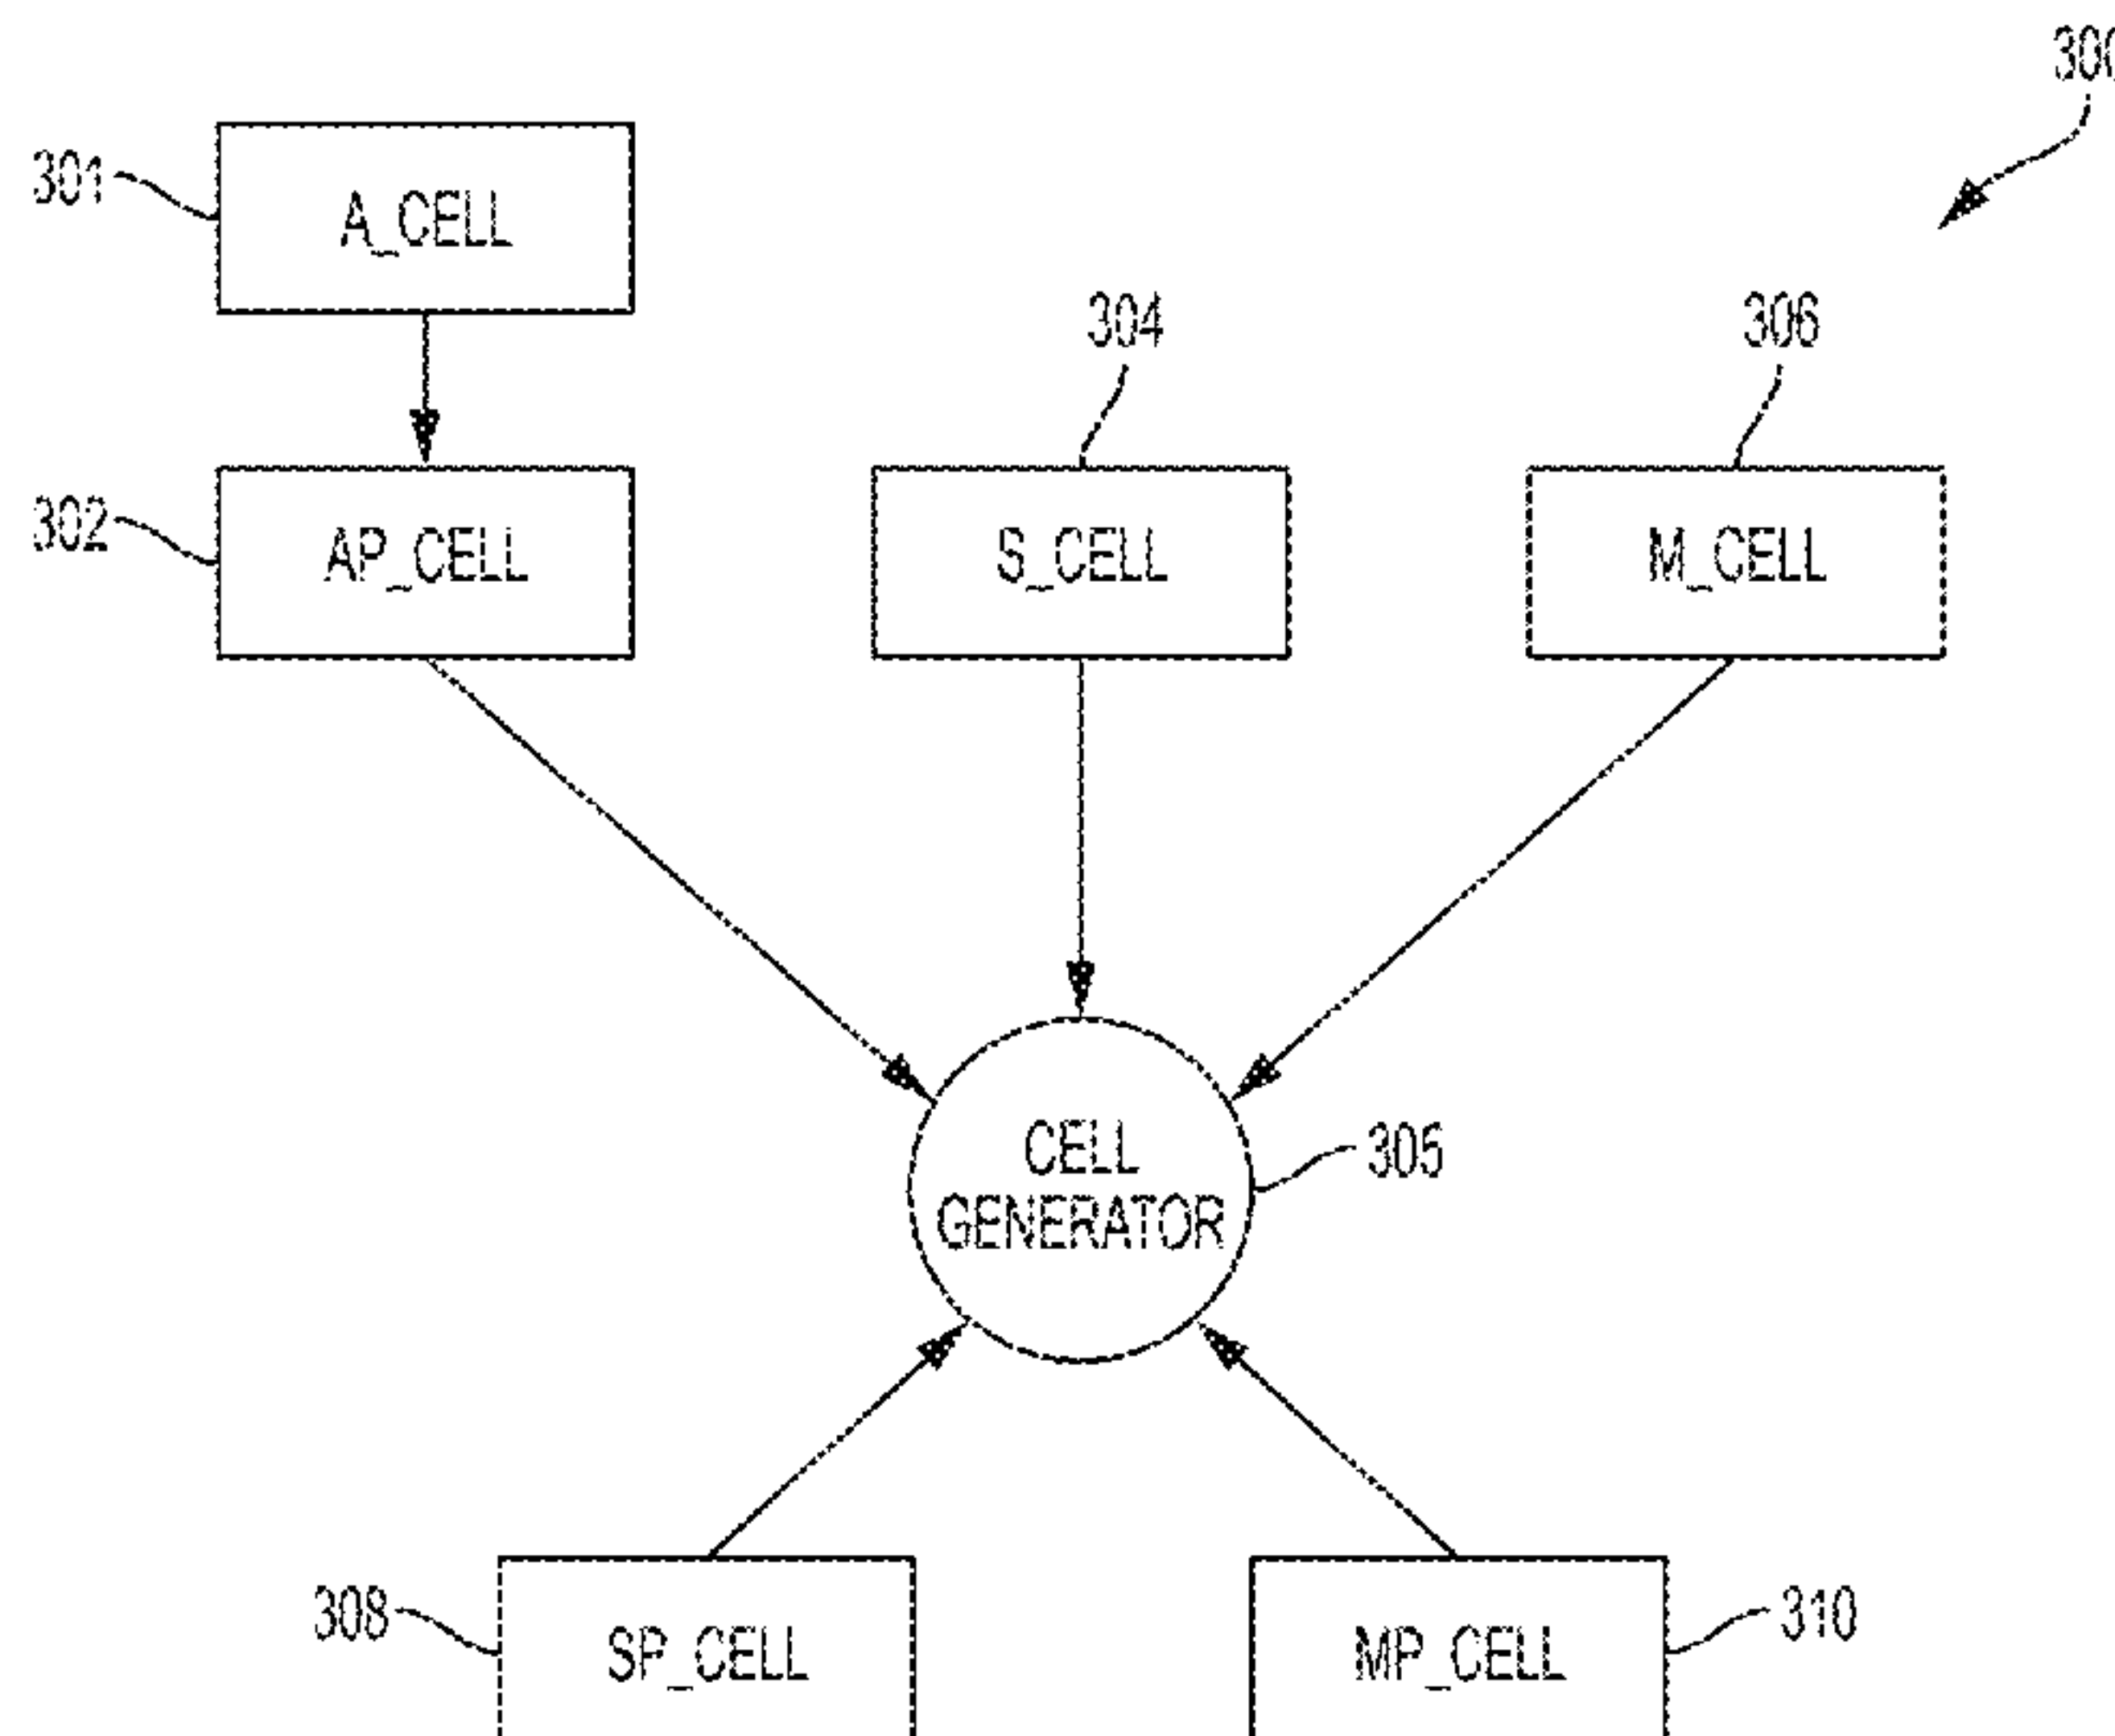 300
301
A_CELL
304
306
302
AP_CELL
S_CELL
M_CELL
CELL
GENERATOR
305
308
SP_CELL
MP_CELL
310